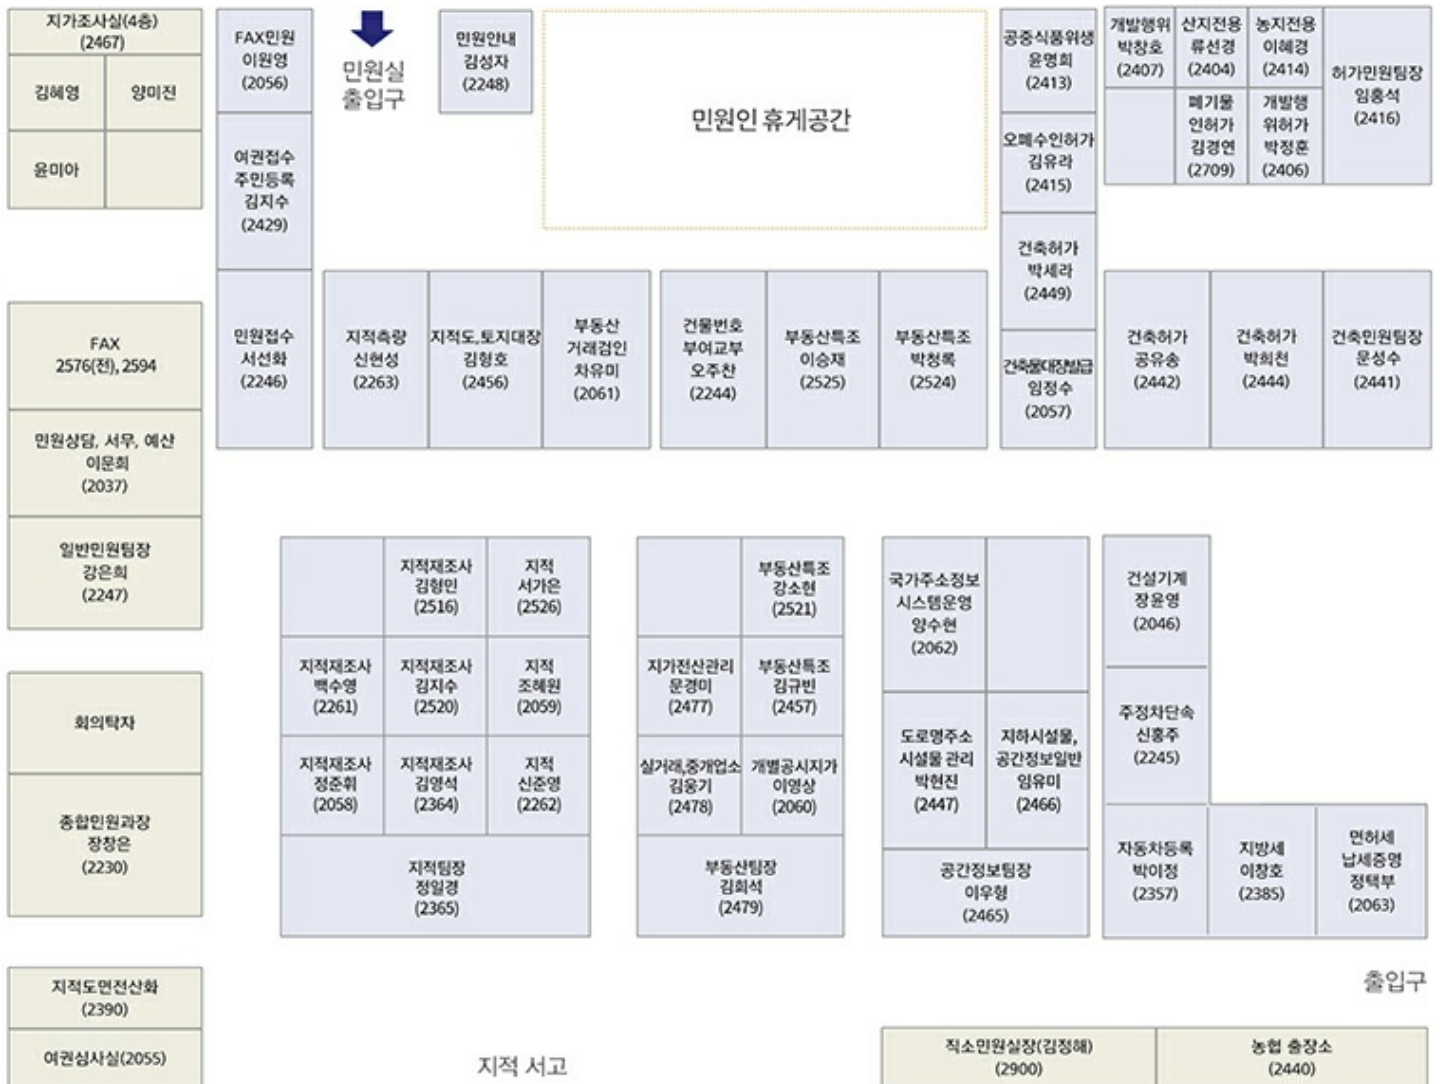 지가조사실(4층)
(2467)
김혜영
양미진
윤미아
FAX민원
이원영
(2056)
여권접수
주민등록
김지수
(2429)
민원접수
서선화
(2246)
민원실
출입구
민원안내
김성자
(2248)
민원인 휴게공간
공중식품위생
윤명희
(2413)
오폐수인허가
김유라
(2415)
건축허가
박세라
(2449)
건축물대장발급
임정수
(2057)
개발행위
박창호
(2407)
산지전용
류선경
(2404)
농지전용
이혜경
(2414)
폐기물
인허가
김경연
(2709)
개발행
위허가
박정훈
(2406)
허가민원팀장
임홍석
(2416)
지적측량
신현성
(2263)
지적도,토지대장
김형호
(2456)
부동산
거래검인
차유미
(2061)
건물번호
부여교부
오주찬
(2244)
부동산특조
이승재
(2525)
부동산특조
박청록
(2524)
건축허가
공유송
(2442)
건축허가
박희천
(2444)
건축민원팀장
문성수
(2441)
FAX
2576(전), 2594
민원상담, 서무, 예산
이문희
(2037)
일반민원팀장
강은희
(2247)
회의탁자
종합민원과장
장창은
(2230)
지적재조사
김형민
(2516)
지적
서가은
(2526)
지적재조사
백수영
(2261)
지적재조사
김지수
(2520)
지적
조혜원
(2059)
지적재조사
정준휘
(2058)
지적재조사
김영석
(2364)
지적
신준영
(2262)
지적팀장
정일경
(2365)
부동산특조
강소현
(2521)
지가전산관리
문경미
(2477)
부동산특조
김규빈
(2457)
실거래,중개업소
김웅기
(2478)
개별공시지가
이영상
(2060)
부동산팀장
김희석
(2479)
국가주소정보
시스템운영
양수현
(2062)
도로명주소
시설물 관리
박현진
(2447)
지하시설물,
공간정보일반
임유미
(2466)
공간정보팀장
이우형
(2465)
건설기계
장윤영
(2046)
주정차단속
신홍주
(2245)
자동차등록
박이정
(2357)
지방세
이창호
(2385)
면허세
납세증명
정택부
(2063)
출입구
지적도면전산화
(2390)
여권심사실(2055)
지적 서고
직소민원실장(김정해)
(2900)
농협 출장소
(2440)